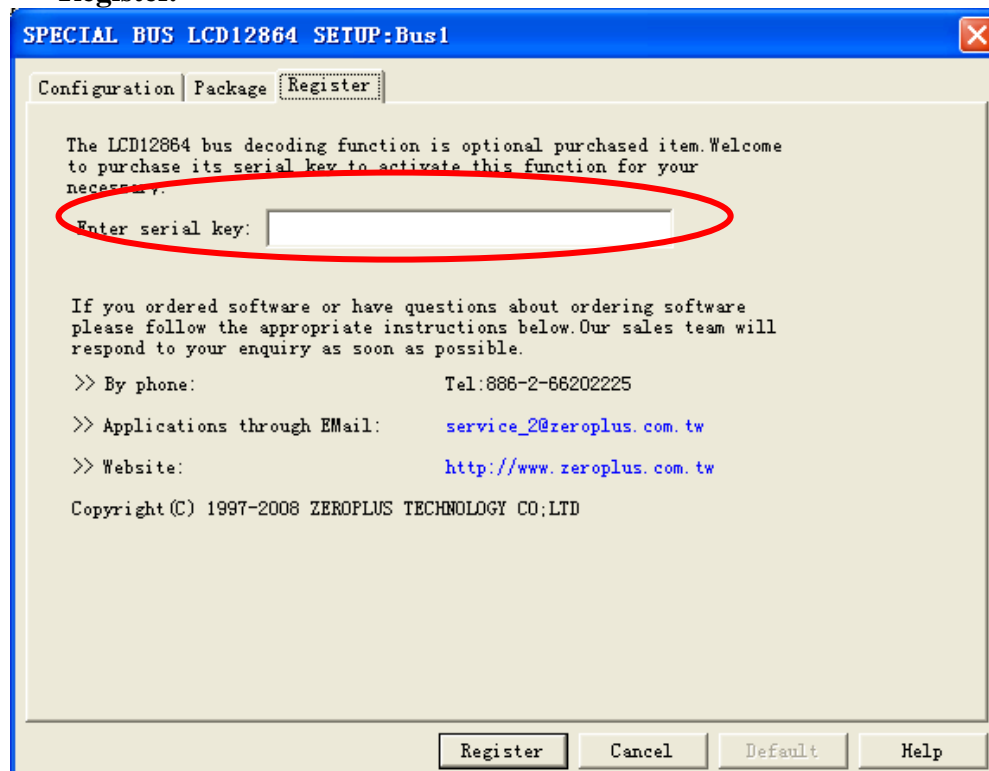 Register.
SPECIAL BUS LCD12864 SETUP:Bus1
Configuration Package Register
The LCD12864 bus decoding function is optional purchased item.Welcome
to purchase its serial key to activate this function for your
necessary.
Enter serial key:
If you ordered software or have questions about ordering software
please follow the appropriate instructions below.Our sales team will
respond to your enquiry as soon as possible.
>> By phone: Tel:886-2-66202225
>> Applications through EMail: service_2@zeroplus.com.tw
>> Website: http://www.zeroplus.com.tw
Copyright(C) 1997-2008 ZEROPLUS TECHNOLOGY CO;LTD
Register Cancel Default Help